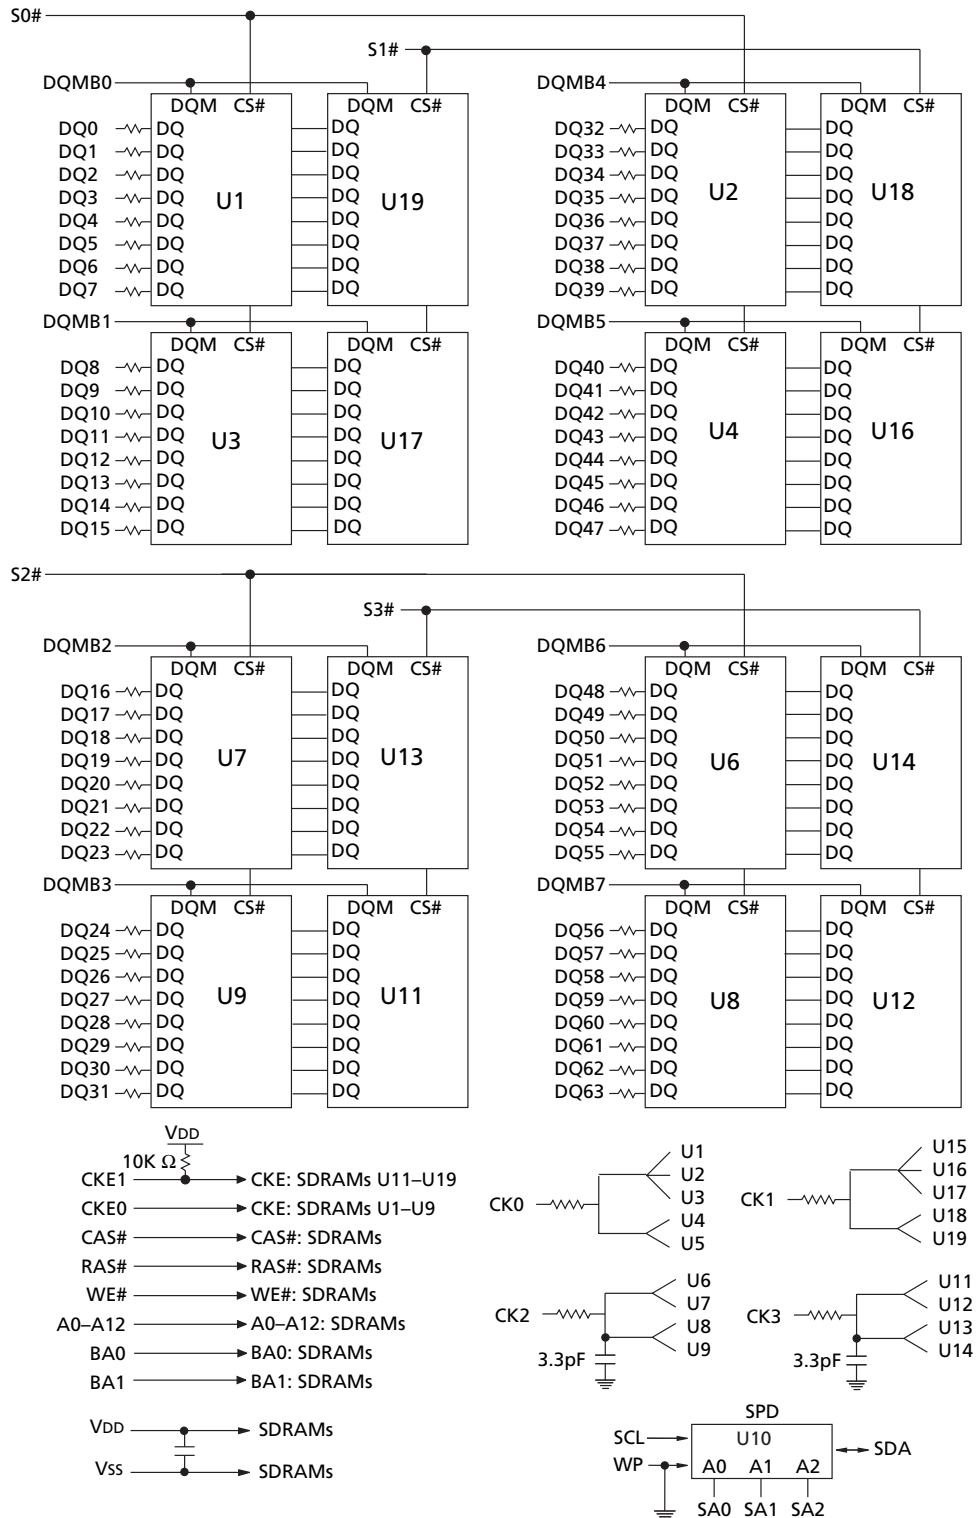 S0#
S1#
DQMB0 DQMB4
DQM CS# DQM CS# DQM CS# DQM CS#
DQ0 DQ DQ DQ32 DQ DQ
DQ1 DQ DQ DQ33 DQ DQ
DQ2 DQ DQ DQ34 DQ DQ
DQ3 DQ U1 DQ U19 DQ35 DQ U2 DQ U18
DQ4 DQ DQ DQ36 DQ DQ
DQ5 DQ DQ DQ37 DQ DQ
DQ6 DQ DQ DQ38 DQ DQ
DQ7 DQ DQ DQ39 DQ DQ
DQMB1 DQMB5
DQM CS# DQM CS# DQM CS# DQM CS#
DQ8 DQ DQ DQ40 DQ DQ
DQ9 DQ DQ DQ41 DQ DQ
DQ10 DQ DQ DQ42 DQ DQ
DQ11 DQ U3 DQ U17 DQ43 DQ U4 DQ U16
DQ12 DQ DQ DQ44 DQ DQ
DQ13 DQ DQ DQ45 DQ DQ
DQ14 DQ DQ DQ46 DQ DQ
DQ15 DQ DQ DQ47 DQ DQ
S2#
S3#
DQMB2 DQMB6
DQM CS# DQM CS# DQM CS# DQM CS#
DQ16 DQ DQ DQ48 DQ DQ
DQ17 DQ DQ DQ49 DQ DQ
DQ18 DQ DQ DQ50 DQ DQ
DQ19 DQ U7 DQ U13 DQ51 DQ U6 DQ U14
DQ20 DQ DQ DQ52 DQ DQ
DQ21 DQ DQ DQ53 DQ DQ
DQ22 DQ DQ DQ54 DQ DQ
DQ23 DQ DQ DQ55 DQ DQ
DQMB3 DQMB7
DQM CS# DQM CS# DQM CS# DQM CS#
DQ24 DQ DQ DQ56 DQ DQ
DQ25 DQ DQ DQ57 DQ DQ
DQ26 DQ DQ DQ58 DQ DQ
DQ27 DQ U9 DQ U11 DQ59 DQ U8 DQ U12
DQ28 DQ DQ DQ60 DQ DQ
DQ29 DQ DQ DQ61 DQ DQ
DQ30 DQ DQ DQ62 DQ DQ
DQ31 DQ DQ DQ63 DQ DQ
VDD
10K Ω
CKE1 CKE: SDRAMs U11–U19
CKE0 CKE: SDRAMs U1–U9
CAS# CAS#: SDRAMs
RAS# RAS#: SDRAMs
WE# WE#: SDRAMs
A0–A12 A0–A12: SDRAMs
BA0 BA0: SDRAMs
BA1 BA1: SDRAMs
VDD SDRAMs
Vss SDRAMs
CK0
U1
U2
U3
U4
U5
CK1
U15
U16
U17
U18
U19
CK2
U6
U7
U8
U9
3.3pF
CK3
U11
U12
U13
U14
3.3pF
SPD
SCL U10 SDA
WP A0 A1 A2
SA0 SA1 SA2